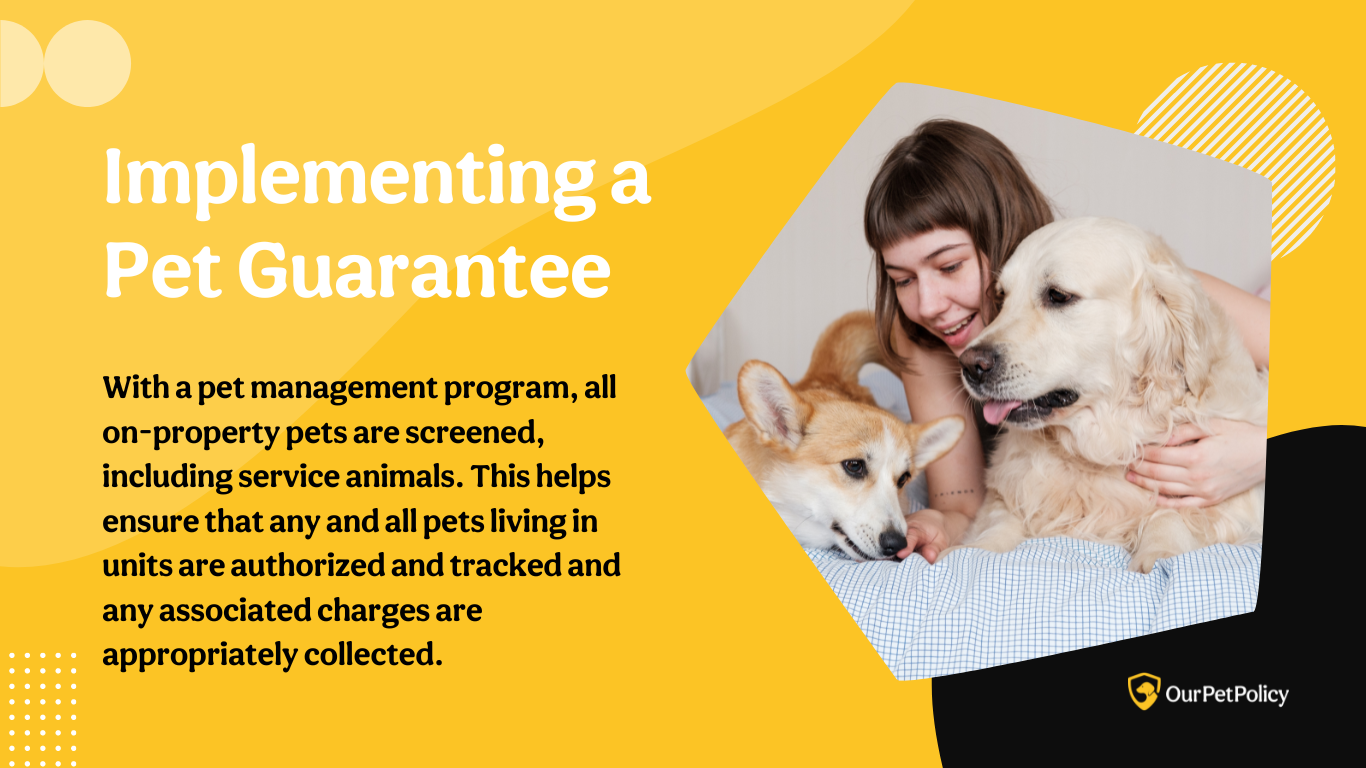 Implementing a
Pet Guarantee
With a pet management program, all
on-property pets are screened,
including service animals. This helps
ensure that any and all pets living in
units are authorized and tracked and
any associated charges are
appropriately collected.
OurPetPolicy